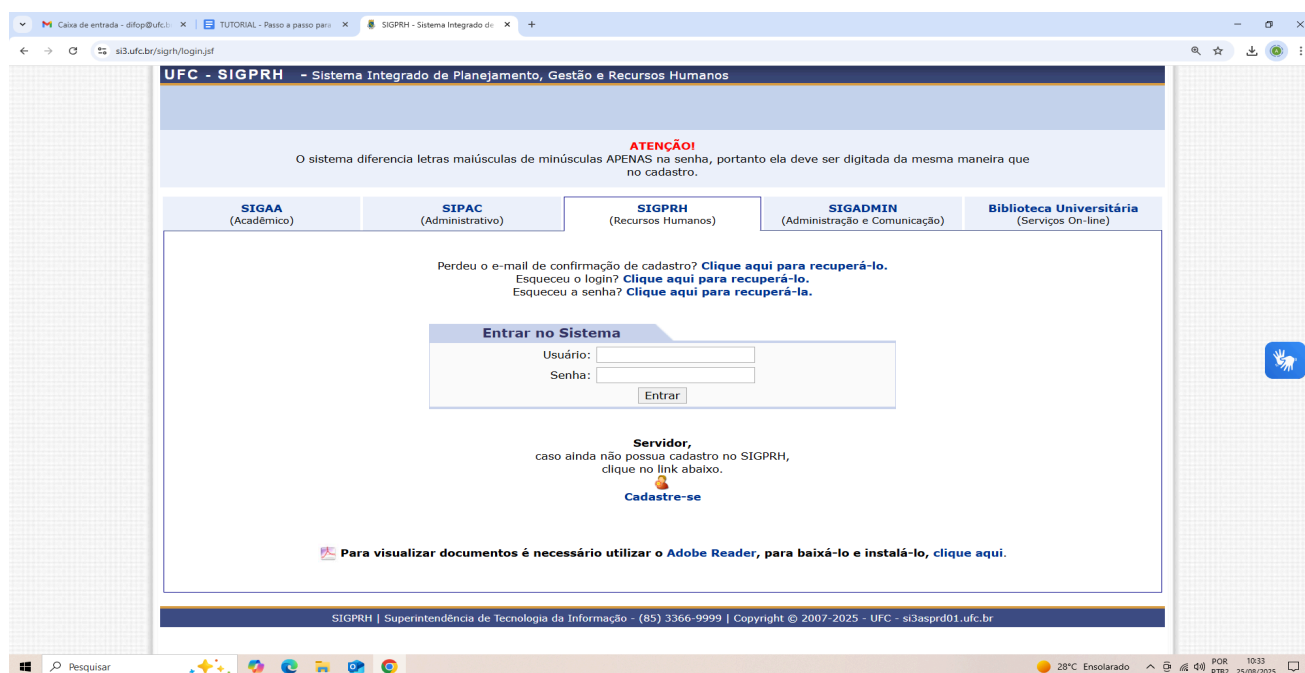 Caixa de entrada - difop@ufc.b
TUTORIAL - Passo a passo para
SIGPRH - Sistema Integrado de
si3.ufc.br/sigrh/login.jsf
UFC - SIGPRH - Sistema Integrado de Planejamento, Gestão e Recursos Humanos
ATENÇÃO!
O sistema diferencia letras maiúsculas de minúsculas APENAS na senha, portanto ela deve ser digitada da mesma maneira que
no cadastro.
SIGAA
(Acadêmico)
SIPAC
(Administrativo)
SIGPRH
(Recursos Humanos)
SIGADMIN
(Administração e Comunicação)
Biblioteca Universitária
(Serviços On-line)
Perdeu o e-mail de confirmação de cadastro? Clique aqui para recuperá-lo.
Esqueceu o login? Clique aqui para recuperá-lo.
Esqueceu a senha? Clique aqui para recuperá-la.
Entrar no Sistema
Usuário:
Senha:
Entrar
Servidor,
caso ainda não possua cadastro no SIGPRH,
clique no link abaixo.
Cadastre-se
Para visualizar documentos é necessário utilizar o Adobe Reader, para baixá-lo e instalá-lo, clique aqui.
SIGPRH | Superintendência de Tecnologia da Informação - (85) 3366-9999 | Copyright © 2007-2025 - UFC - si3asprd01.ufc.br
Pesquisar
28°C Ensolarado
POR
PTB2
10:33
25/08/2025